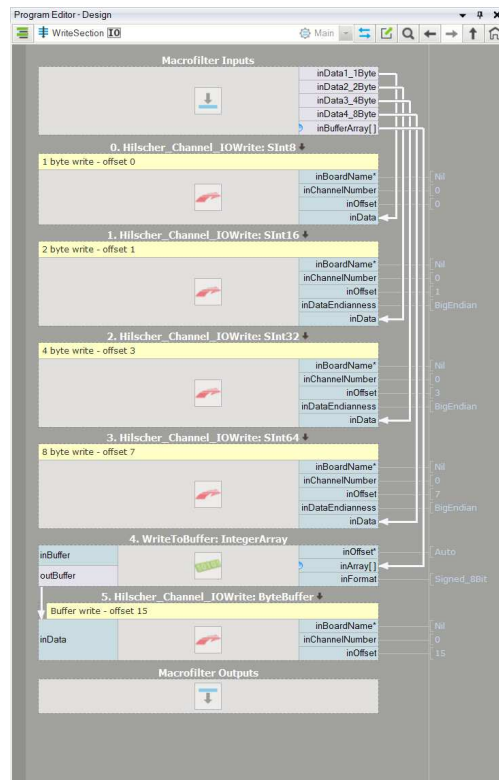 Program Editor - Design
WriteSection IO Main
Macrofilter Inputs
inData1_1Byte
inData2_2Byte
inData3_4Byte
inData4_8Byte
inBufferArray[ ]
0. Hilscher_Channel_IOWrite: SInt8
1 byte write - offset 0
inBoardName* Nil
inChannelNumber 0
inOffset 0
inData
1. Hilscher_Channel_IOWrite: SInt16
2 byte write - offset 1
inBoardName* Nil
inChannelNumber 0
inOffset 1
inDataEndianness BigEndian
inData
2. Hilscher_Channel_IOWrite: SInt32
4 byte write - offset 3
inBoardName* Nil
inChannelNumber 0
inOffset 3
inDataEndianness BigEndian
inData
3. Hilscher_Channel_IOWrite: SInt64
8 byte write - offset 7
inBoardName* Nil
inChannelNumber 0
inOffset 7
inDataEndianness BigEndian
inData
4. WriteToBuffer: IntegerArray
inBuffer inOffset* Auto
outBuffer inArray[ ]
inFormat Signed_8Bit
5. Hilscher_Channel_IOWrite: ByteBuffer
Buffer write - offset 15
inBoardName* Nil
inData inChannelNumber 0
inOffset 15
Macrofilter Outputs